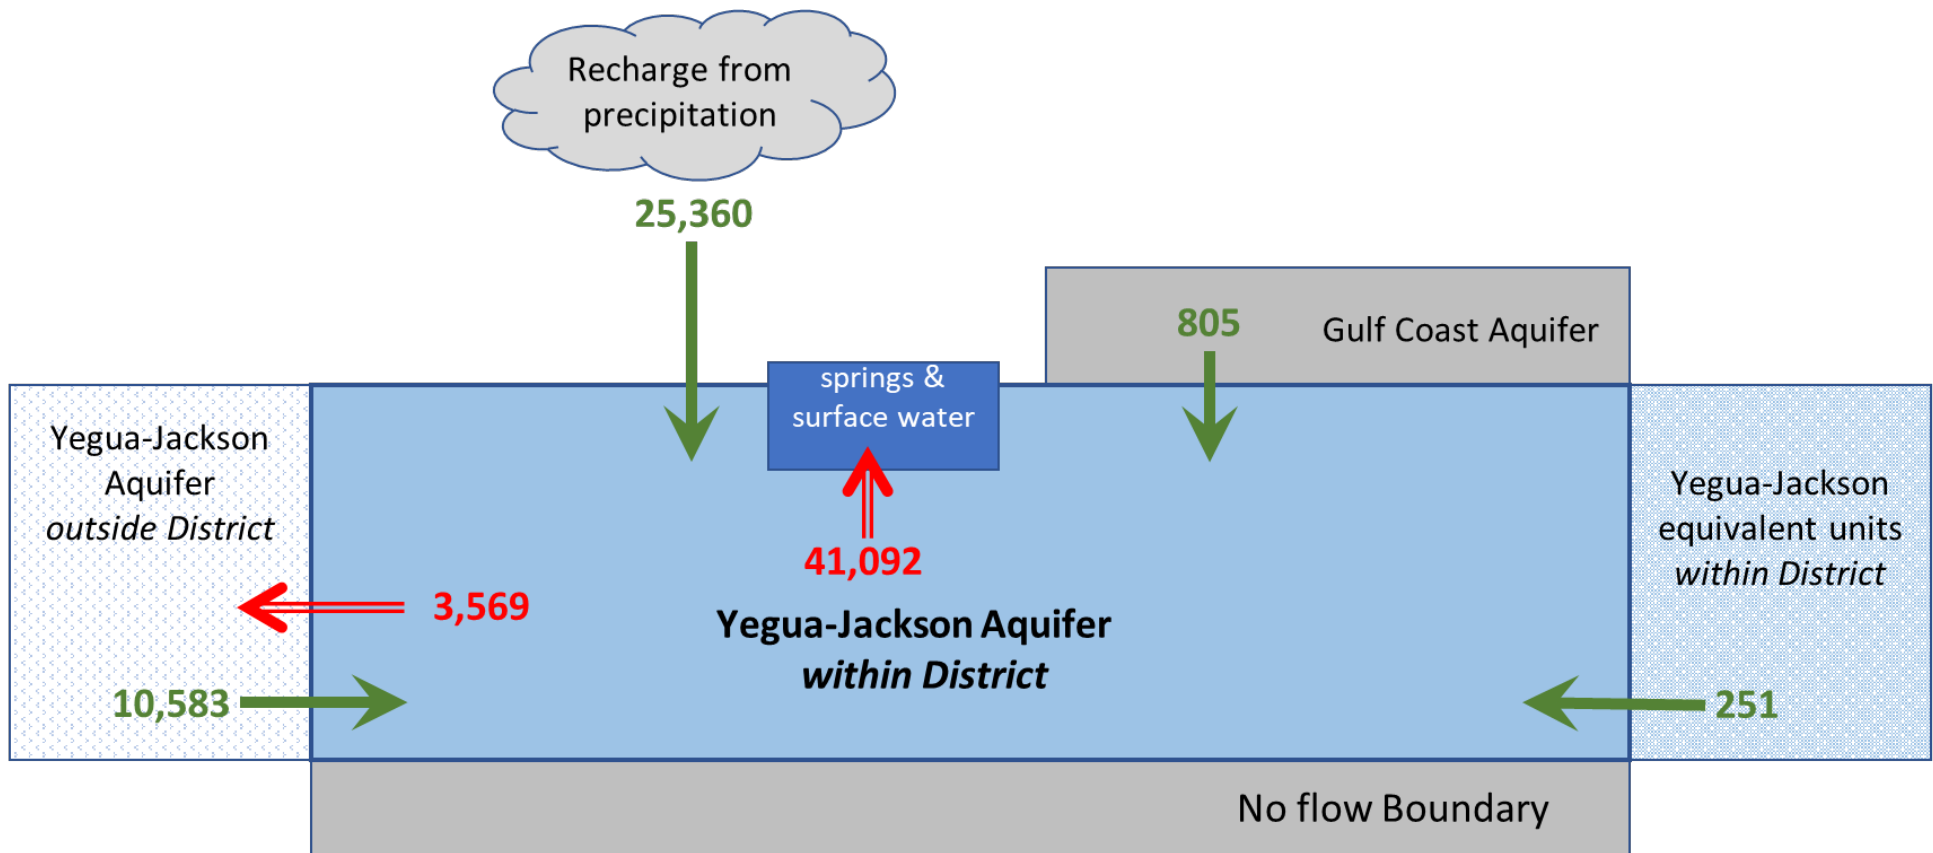 Recharge from
precipitation
25,360
805
Gulf Coast Aquifer
springs &
surface water
Yegua-Jackson
Aquifer
outside District
Yegua-Jackson
equivalent units
within District
41,092
3,569
Yegua-Jackson Aquifer
within District
10,583
251
No flow Boundary